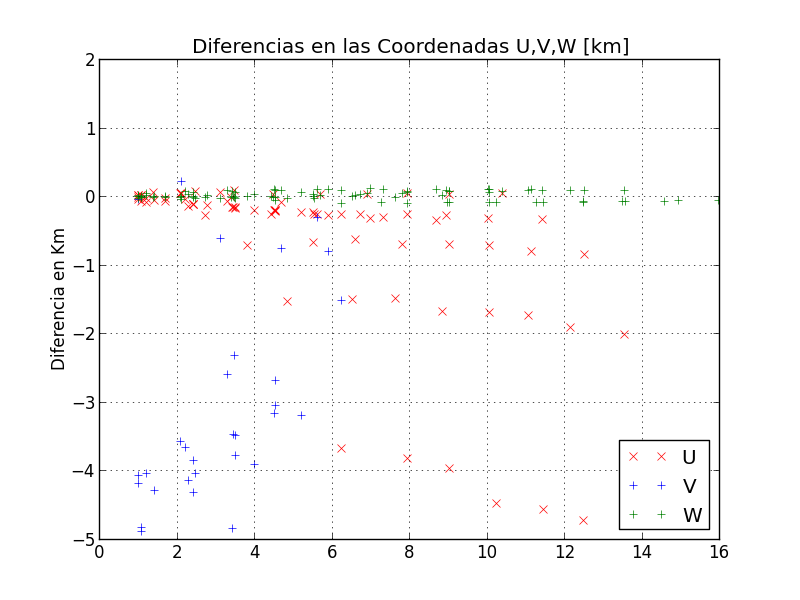 Diferencias en las Coordenadas U,V,W [km]
2
1
0
−1
−2
−3
−4
−5
Diferencia en Km
0 2 4 6 8 10 12 14 16
U
V
W